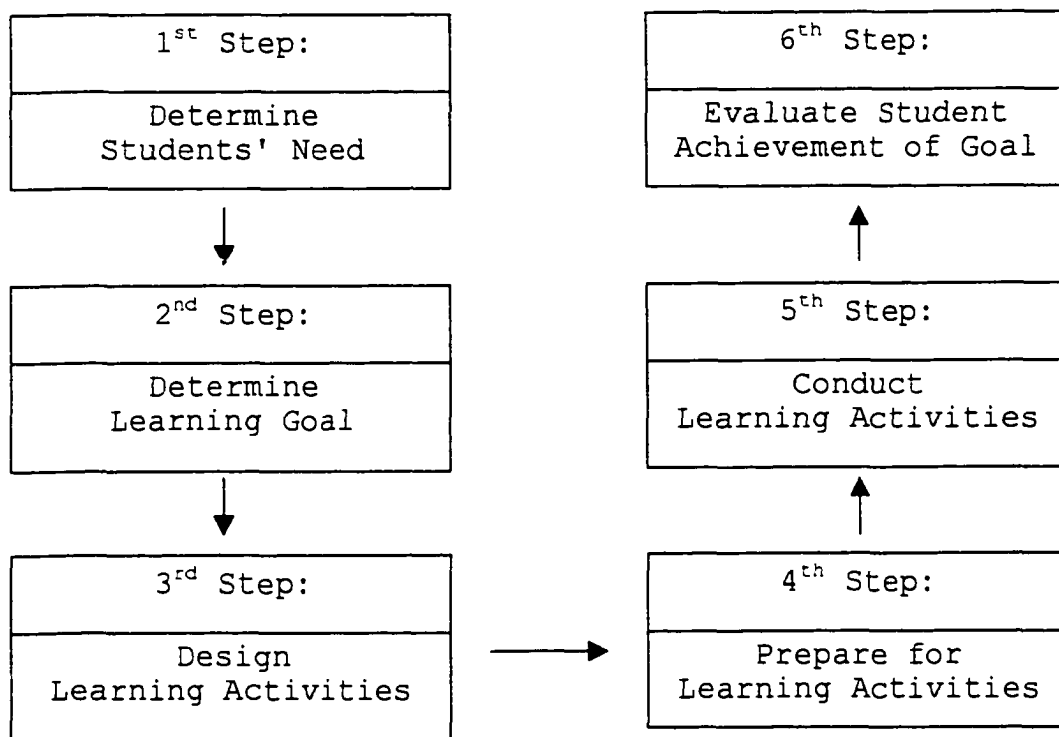 1st Step:
Determine
Students' Need
2nd Step:
Determine
Learning Goal
3rd Step:
Design
Learning Activities
4th Step:
Prepare for
Learning Activities
5th Step:
Conduct
Learning Activities
6th Step:
Evaluate Student
Achievement of Goal